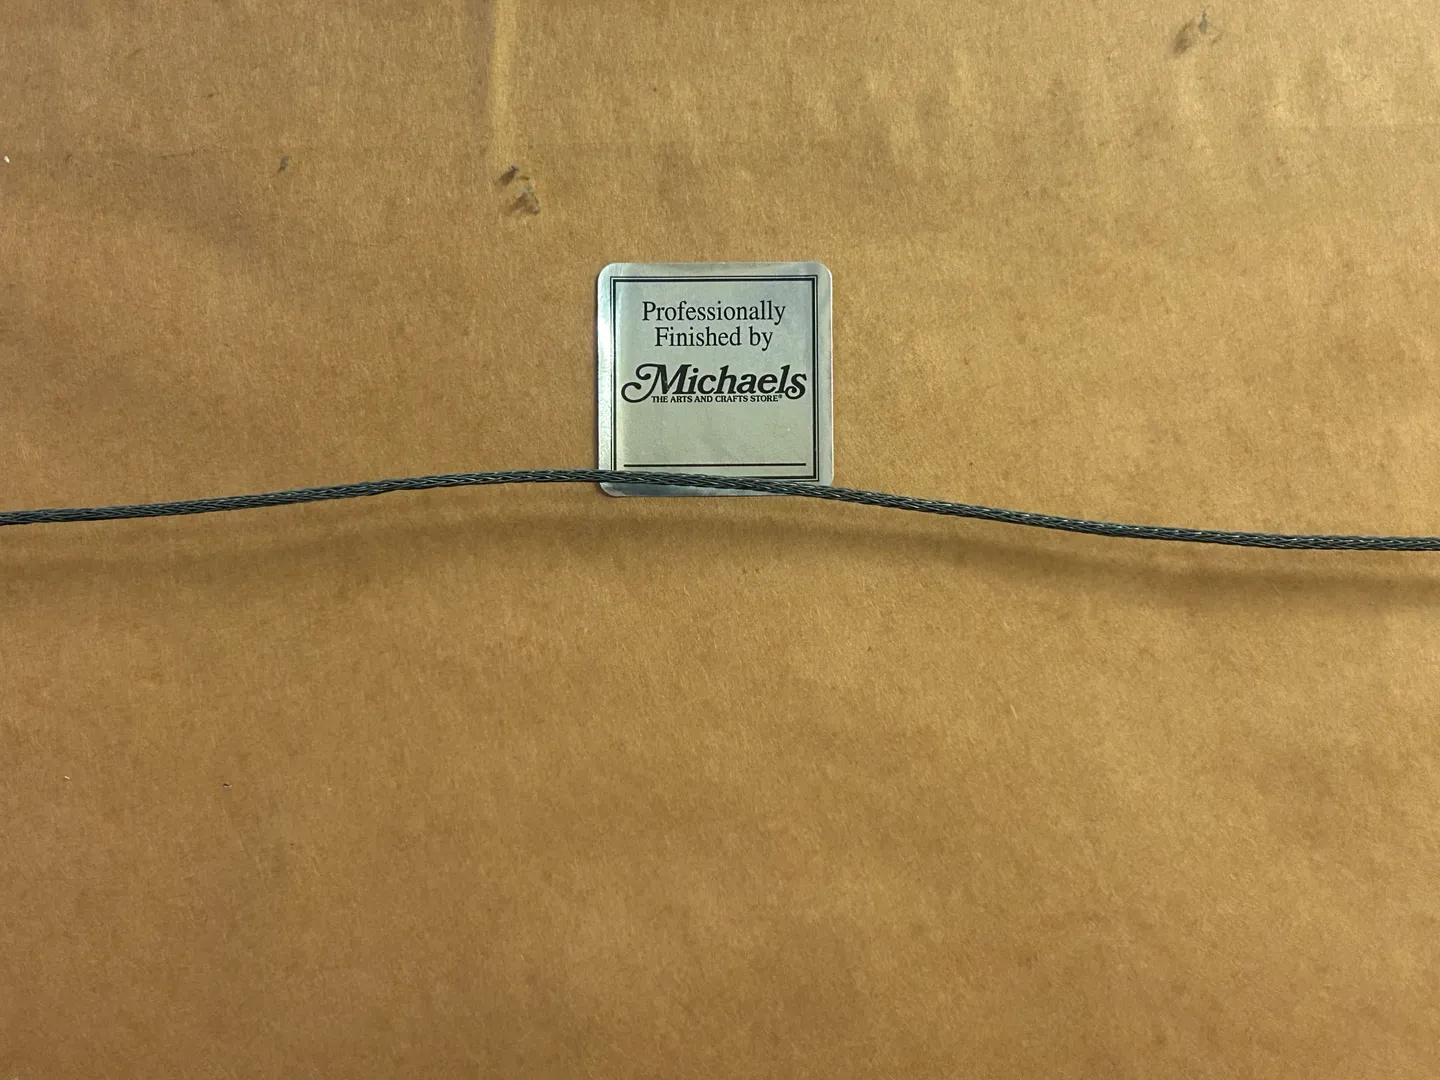 Professionally
Finished by
Michaels
THE ARTS AND CRAFTS STORE®